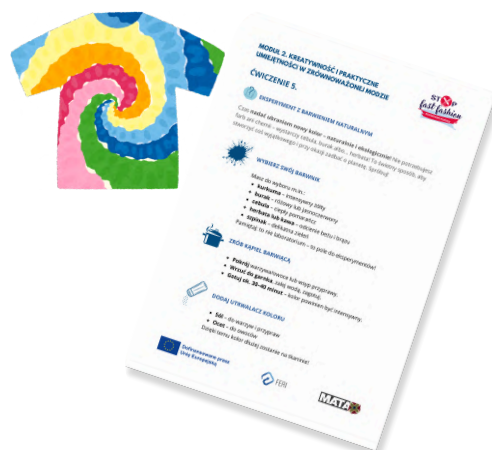 MODUŁ 2. KREATYWNOŚĆ I PRAKTYCZNE
UMIEJĘTNOŚCI W ZRÓWNOWAŻONEJ MODZIE
STOP
fast fashion
ĆWICZENIE 5.
EKSPERYMENT Z BARWIENIEM NATURALNYM
Czas nadać ubraniom nowy kolor – naturalnie i ekologicznie! Nie potrzebujesz
farb ani chemii – wystarczy cebula, burak albo... herbata! To świetny sposób, aby
stworzyć coś wyjątkowego i przy okazji zadbać o planetę. Spróbuj!
WYBIERZ SWÓJ BARWNIK
Masz do wyboru m.in.:
• kurkuma – intensywny żółty
• burak – różowy lub jasnoczerwony
• cebula – ciepły pomarańcz
• herbata lub kawa – odcienie beżu i brązu
• szpinak – delikatna zieleń
Pamiętaj: to nie laboratorium – to pole do eksperymentów!
ZRÓB KĄPIEL BARWIĄCĄ
• Pokrój warzywa/owoce lub wsyp przyprawy.
• Wrzuć do garnka, zalej wodą, zagotuj.
• Gotuj ok. 30–40 minut – kolor powinien być intensywny.
DODAJ UTRWALACZ KOLORU
• Sól – do warzyw i przypraw
• Ocet – do owoców
Dzięki temu kolor dłużej zostanie na tkaninie!
Dofinansowane przez
Unię Europejską
FERI
MATA